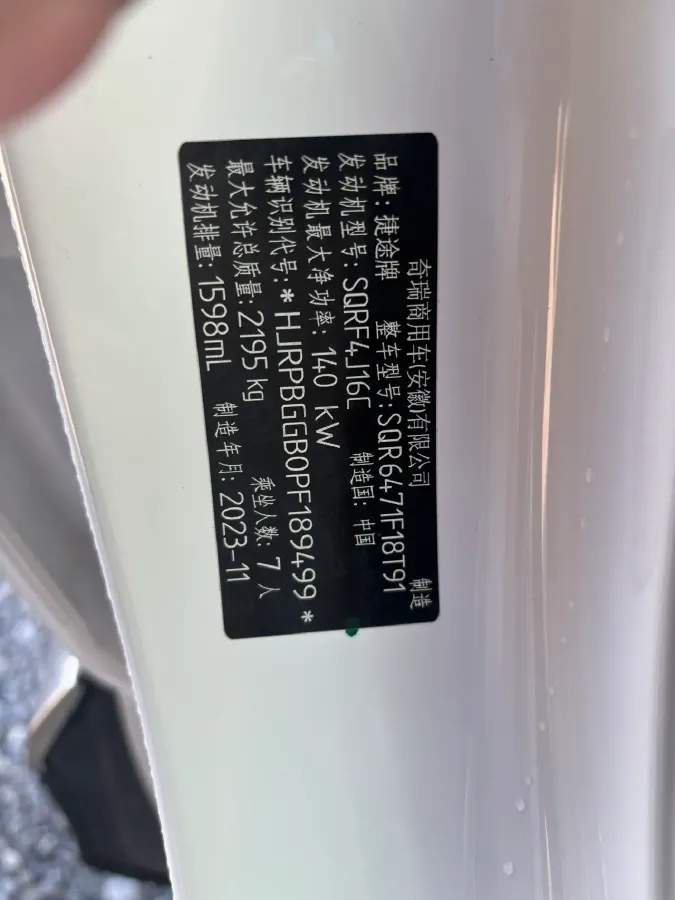 奇瑞商用车(安徽)有限公司 制造
品牌: 捷途牌 整车型号: SQR6471F18T91
发动机型号: SQRF4J16C 制造国: 中国
发动机最大净功率: 140 kW
车辆识别代号: *HJRPBGGB0PF189499*
最大允许总质量: 2195 kg 乘坐人数: 7 人
发动机排量: 1598mL 制造年月: 2023-11